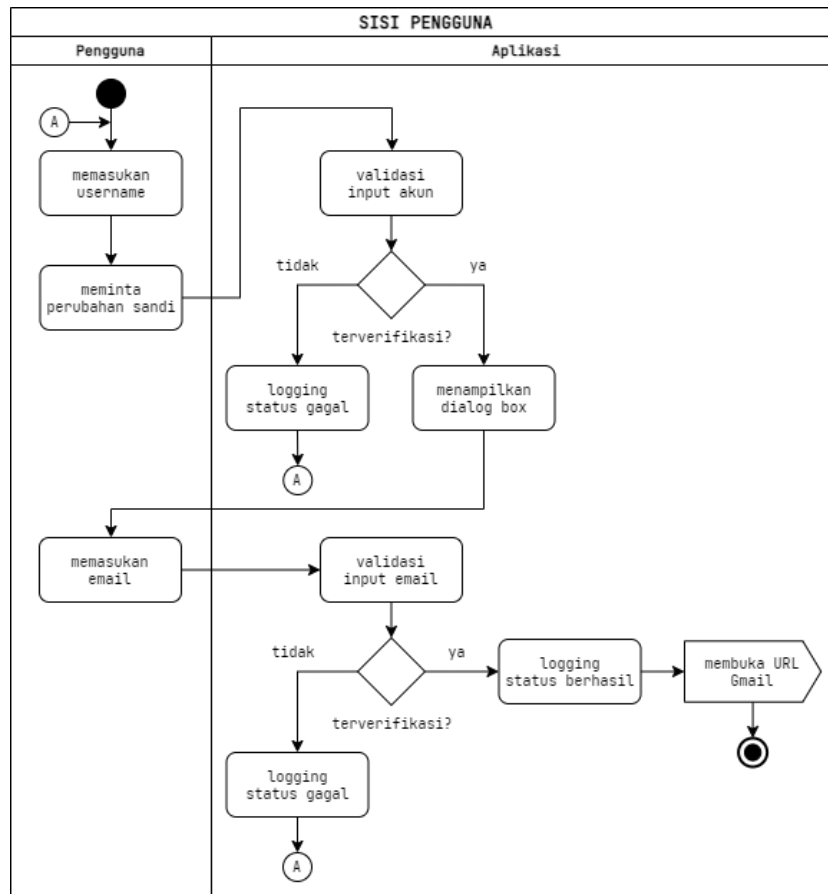 SISI PENGGUNA
Pengguna
Aplikasi
A
memasukan
username
validasi
input akun
meminta
perubahan sandi
tidak
ya
terverifikasi?
logging
status gagal
menampilkan
dialog box
A
memasukan
email
validasi
input email
tidak
ya
logging
status berhasil
membuka URL
Gmail
terverifikasi?
logging
status gagal
A